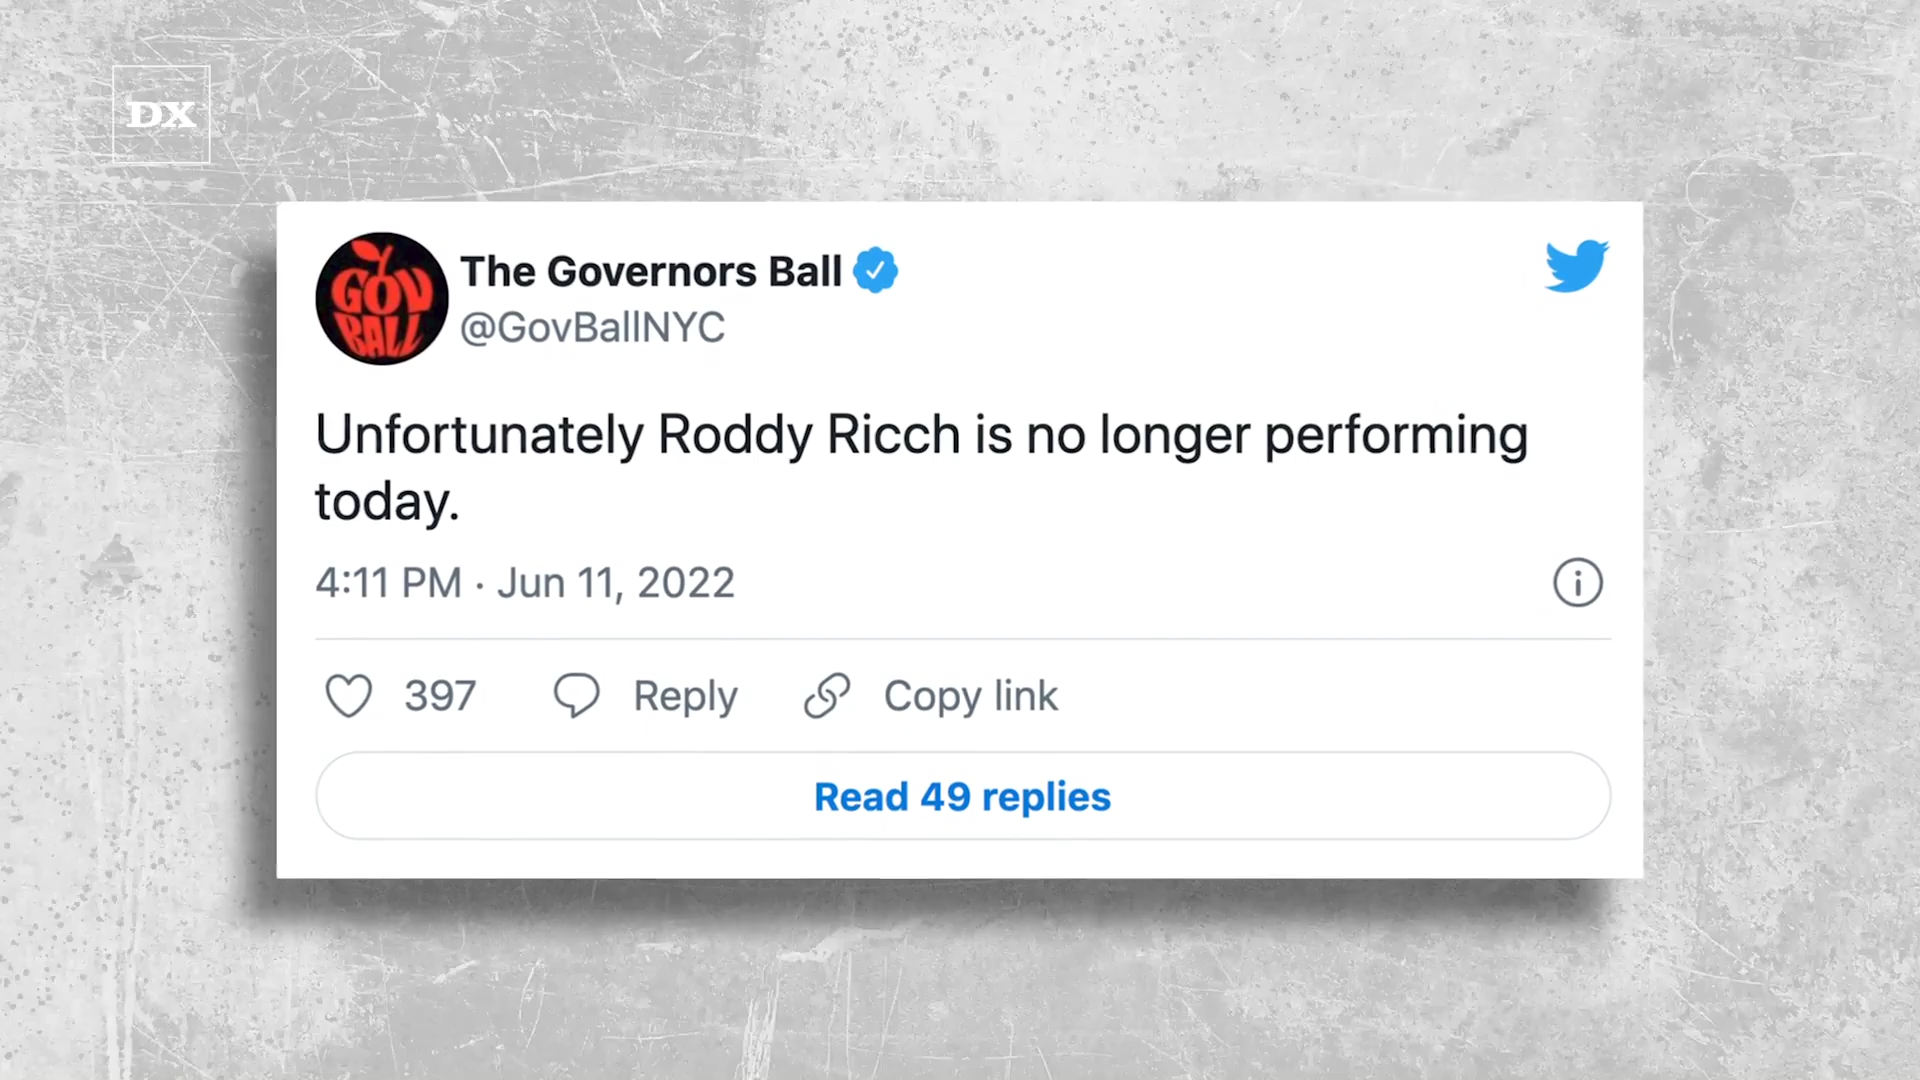 DX
GOV
BALL
The Governors Ball
@GovBallNYC
Unfortunately Roddy Ricch is no longer performing
today.
4:11 PM · Jun 11, 2022
397 Reply Copy link
Read 49 replies